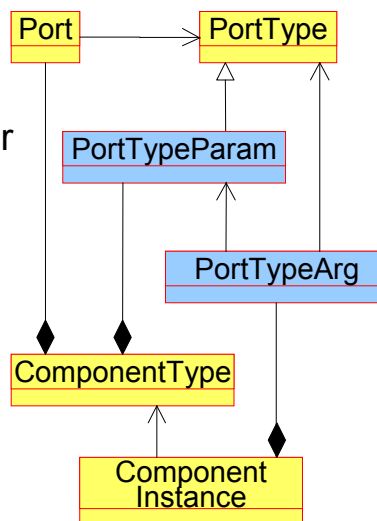 Port
PortType
r
PortTypeParam
PortTypeArg
ComponentType
Component
Instance